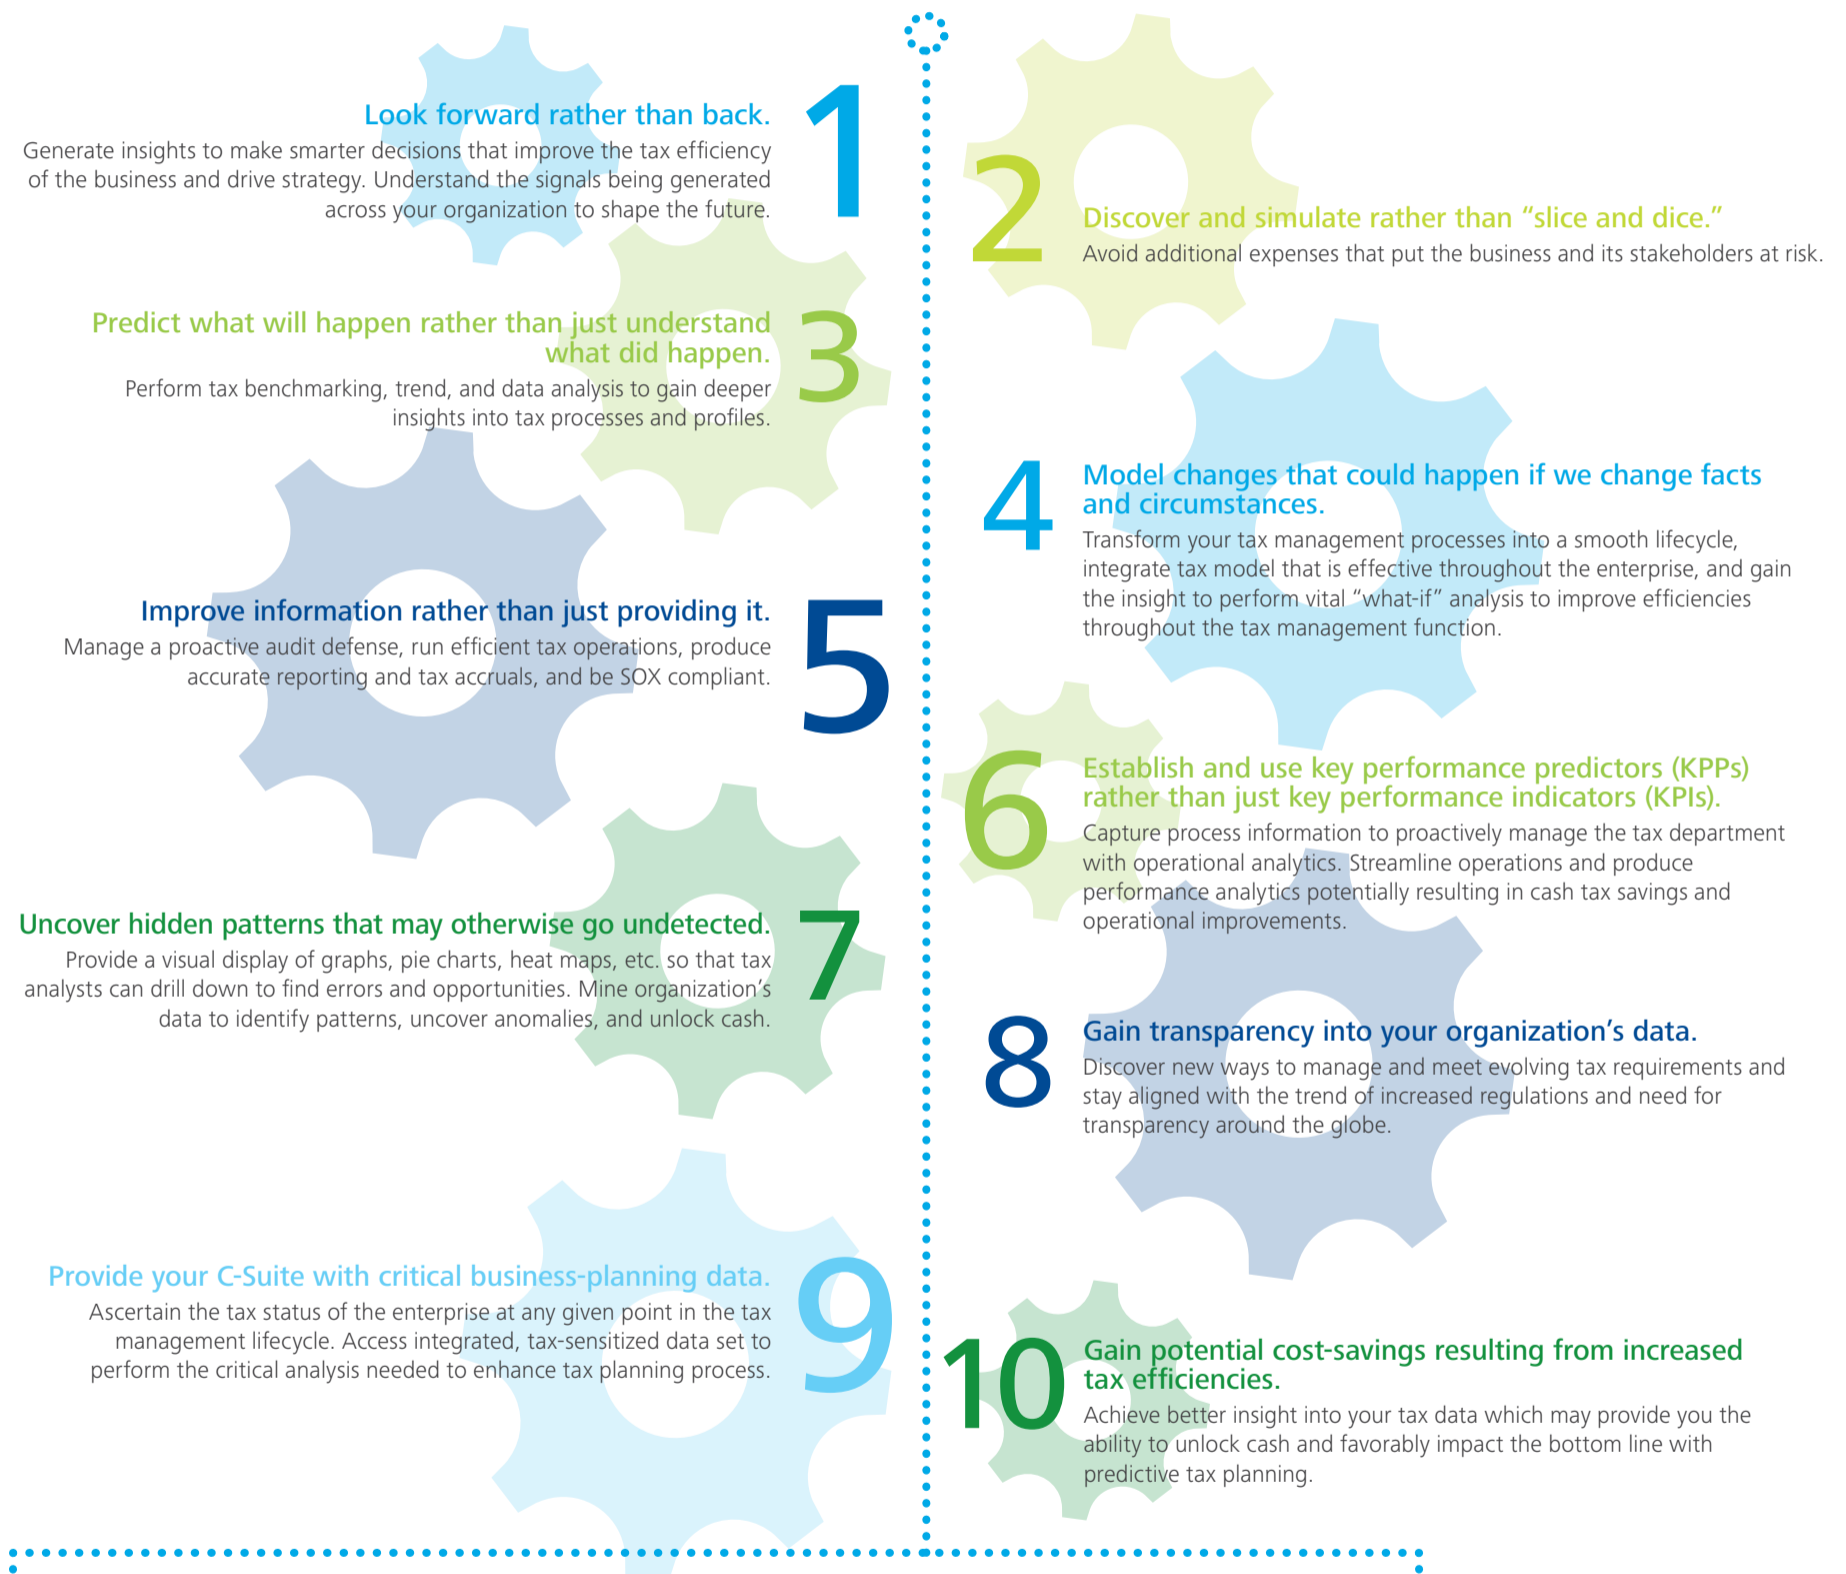 1
Look forward rather than back.
Generate insights to make smarter decisions that improve the tax efficiency
of the business and drive strategy. Understand the signals being generated
across your organization to shape the future.
2
Discover and simulate rather than “slice and dice.”
Avoid additional expenses that put the business and its stakeholders at risk.
3
Predict what will happen rather than just understand
what did happen.
Perform tax benchmarking, trend, and data analysis to gain deeper
insights into tax processes and profiles.
4
Model changes that could happen if we change facts
and circumstances.
Transform your tax management processes into a smooth lifecycle,
integrate tax model that is effective throughout the enterprise, and gain
the insight to perform vital “what-if” analysis to improve efficiencies
throughout the tax management function.
5
Improve information rather than just providing it.
Manage a proactive audit defense, run efficient tax operations, produce
accurate reporting and tax accruals, and be SOX compliant.
6
Establish and use key performance predictors (KPPs)
rather than just key performance indicators (KPIs).
Capture process information to proactively manage the tax department
with operational analytics. Streamline operations and produce
performance analytics potentially resulting in cash tax savings and
operational improvements.
7
Uncover hidden patterns that may otherwise go undetected.
Provide a visual display of graphs, pie charts, heat maps, etc. so that tax
analysts can drill down to find errors and opportunities. Mine organization’s
data to identify patterns, uncover anomalies, and unlock cash.
8
Gain transparency into your organization’s data.
Discover new ways to manage and meet evolving tax requirements and
stay aligned with the trend of increased regulations and need for
transparency around the globe.
9
Provide your C-Suite with critical business-planning data.
Ascertain the tax status of the enterprise at any given point in the tax
management lifecycle. Access integrated, tax-sensitized data set to
perform the critical analysis needed to enhance tax planning process.
10
Gain potential cost-savings resulting from increased
tax efficiencies.
Achieve better insight into your tax data which may provide you the
ability to unlock cash and favorably impact the bottom line with
predictive tax planning.